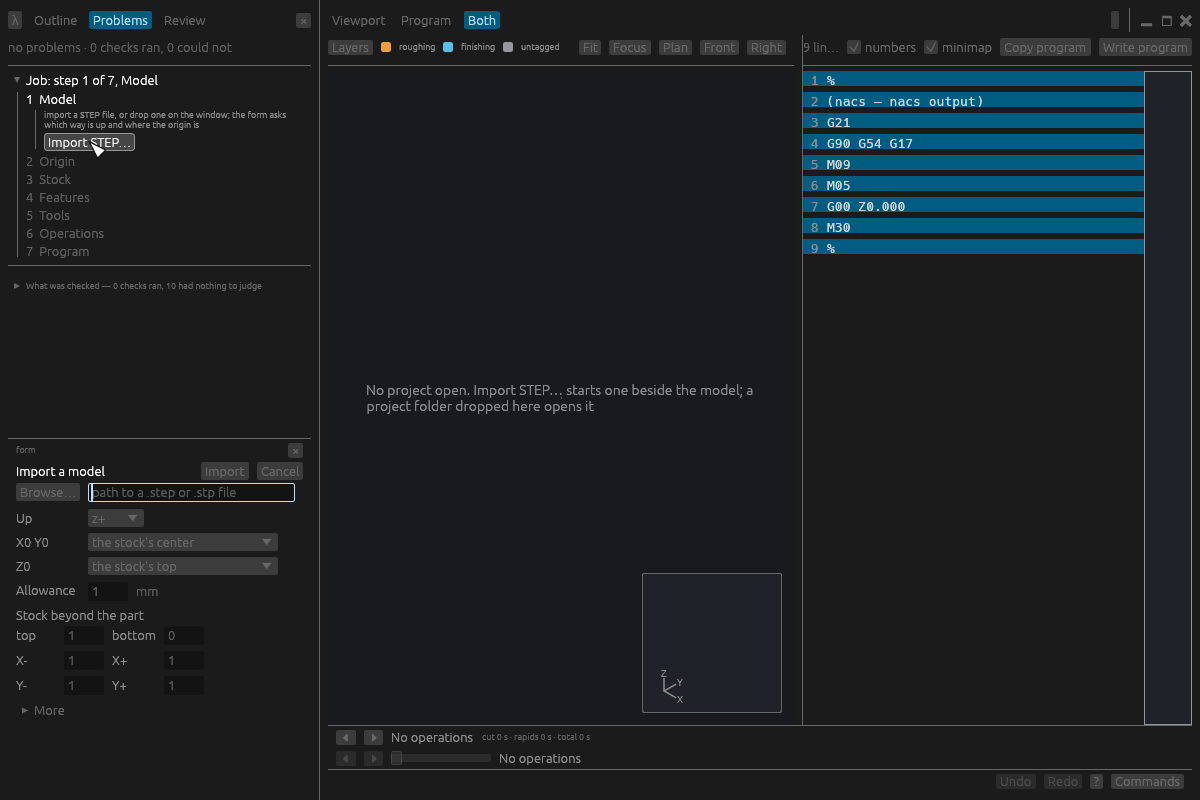 λ Outline Problems Review ×
no problems · 0 checks ran, 0 could not
Job: step 1 of 7, Model
1 Model
import a STEP file, or drop one on the window; the form asks
which way is up and where the origin is
Import STEP...
2 Origin
3 Stock
4 Features
5 Tools
6 Operations
7 Program
What was checked — 0 checks ran, 10 had nothing to judge
form ×
Import a model Import Cancel
Browse... path to a .step or .stp file
Up z+
X0 Y0 the stock's center
Z0 the stock's top
Allowance 1 mm
Stock beyond the part
top 1 bottom 0
X- 1 X+ 1
Y- 1 Y+ 1
More
Viewport Program Both
Layers roughing finishing untagged Fit Focus Plan Front Right
9 lin... numbers minimap Copy program Write program
No project open. Import STEP... starts one beside the model; a
project folder dropped here opens it
Z
Y
X
1 %
2 (nacs — nacs output)
3 G21
4 G90 G54 G17
5 M09
6 M05
7 G00 Z0.000
8 M30
9 %
No operations cut 0 s · rapids 0 s · total 0 s
No operations
Undo Redo ? Commands